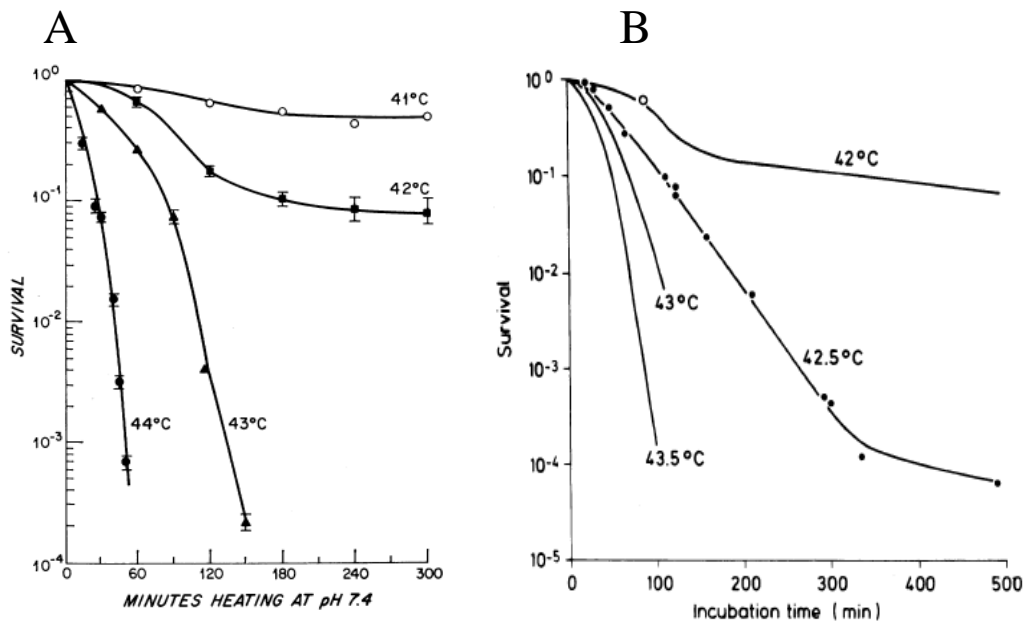 A
B
SURVIVAL
10⁰
10⁻¹
10⁻²
10⁻³
10⁻⁴
41°C
42°C
43°C
44°C
0
60
120
180
240
300
MINUTES HEATING AT pH 7.4
Survival
10⁰
10⁻¹
10⁻²
10⁻³
10⁻⁴
10⁻⁵
42°C
43°C
42.5°C
43.5°C
0
100
200
300
400
500
Incubation time (min)